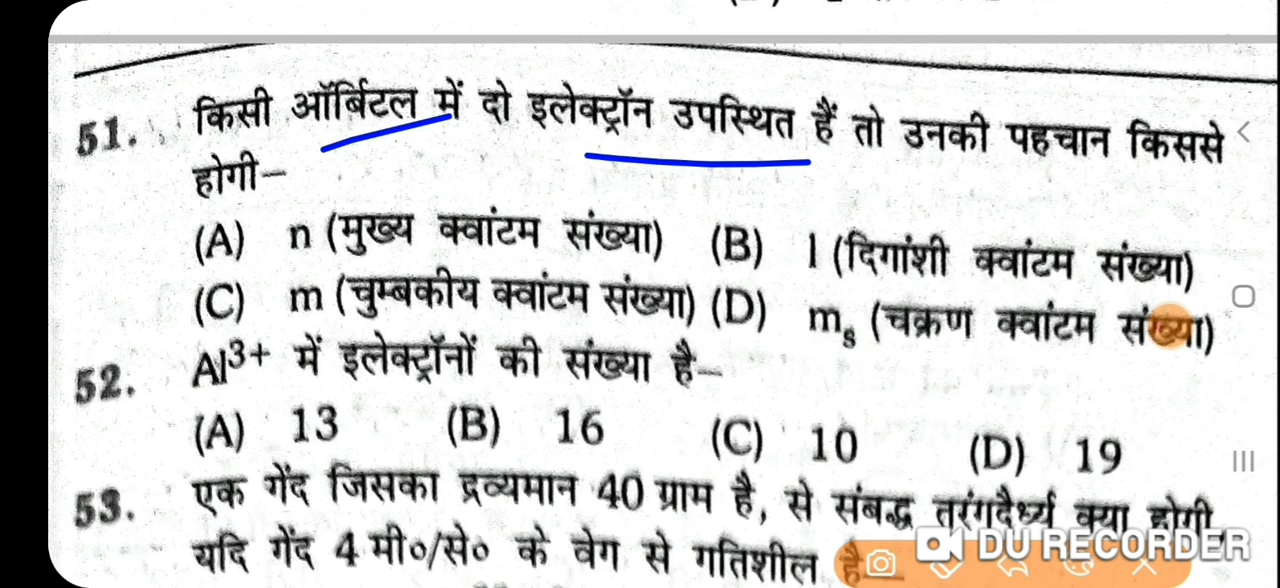 51. किसी ऑर्बिटल में दो इलेक्ट्रॉन उपस्थित हैं तो उनकी पहचान किससे
होगी–
(A) n (मुख्य क्वांटम संख्या) (B) l (दिगांशी क्वांटम संख्या)
(C) m (चुम्बकीय क्वांटम संख्या) (D) mₛ (चक्रण क्वांटम संख्या)
52. Al³⁺ में इलेक्ट्रॉनों की संख्या है–
(A) 13 (B) 16 (C) 10 (D) 19
53. एक गेंद जिसका द्रव्यमान 40 ग्राम है, से संबद्ध तरंगदैर्ध्य क्या होगी,
यदि गेंद 4 मी०/से० के वेग से गतिशील है–
DU RECORDER